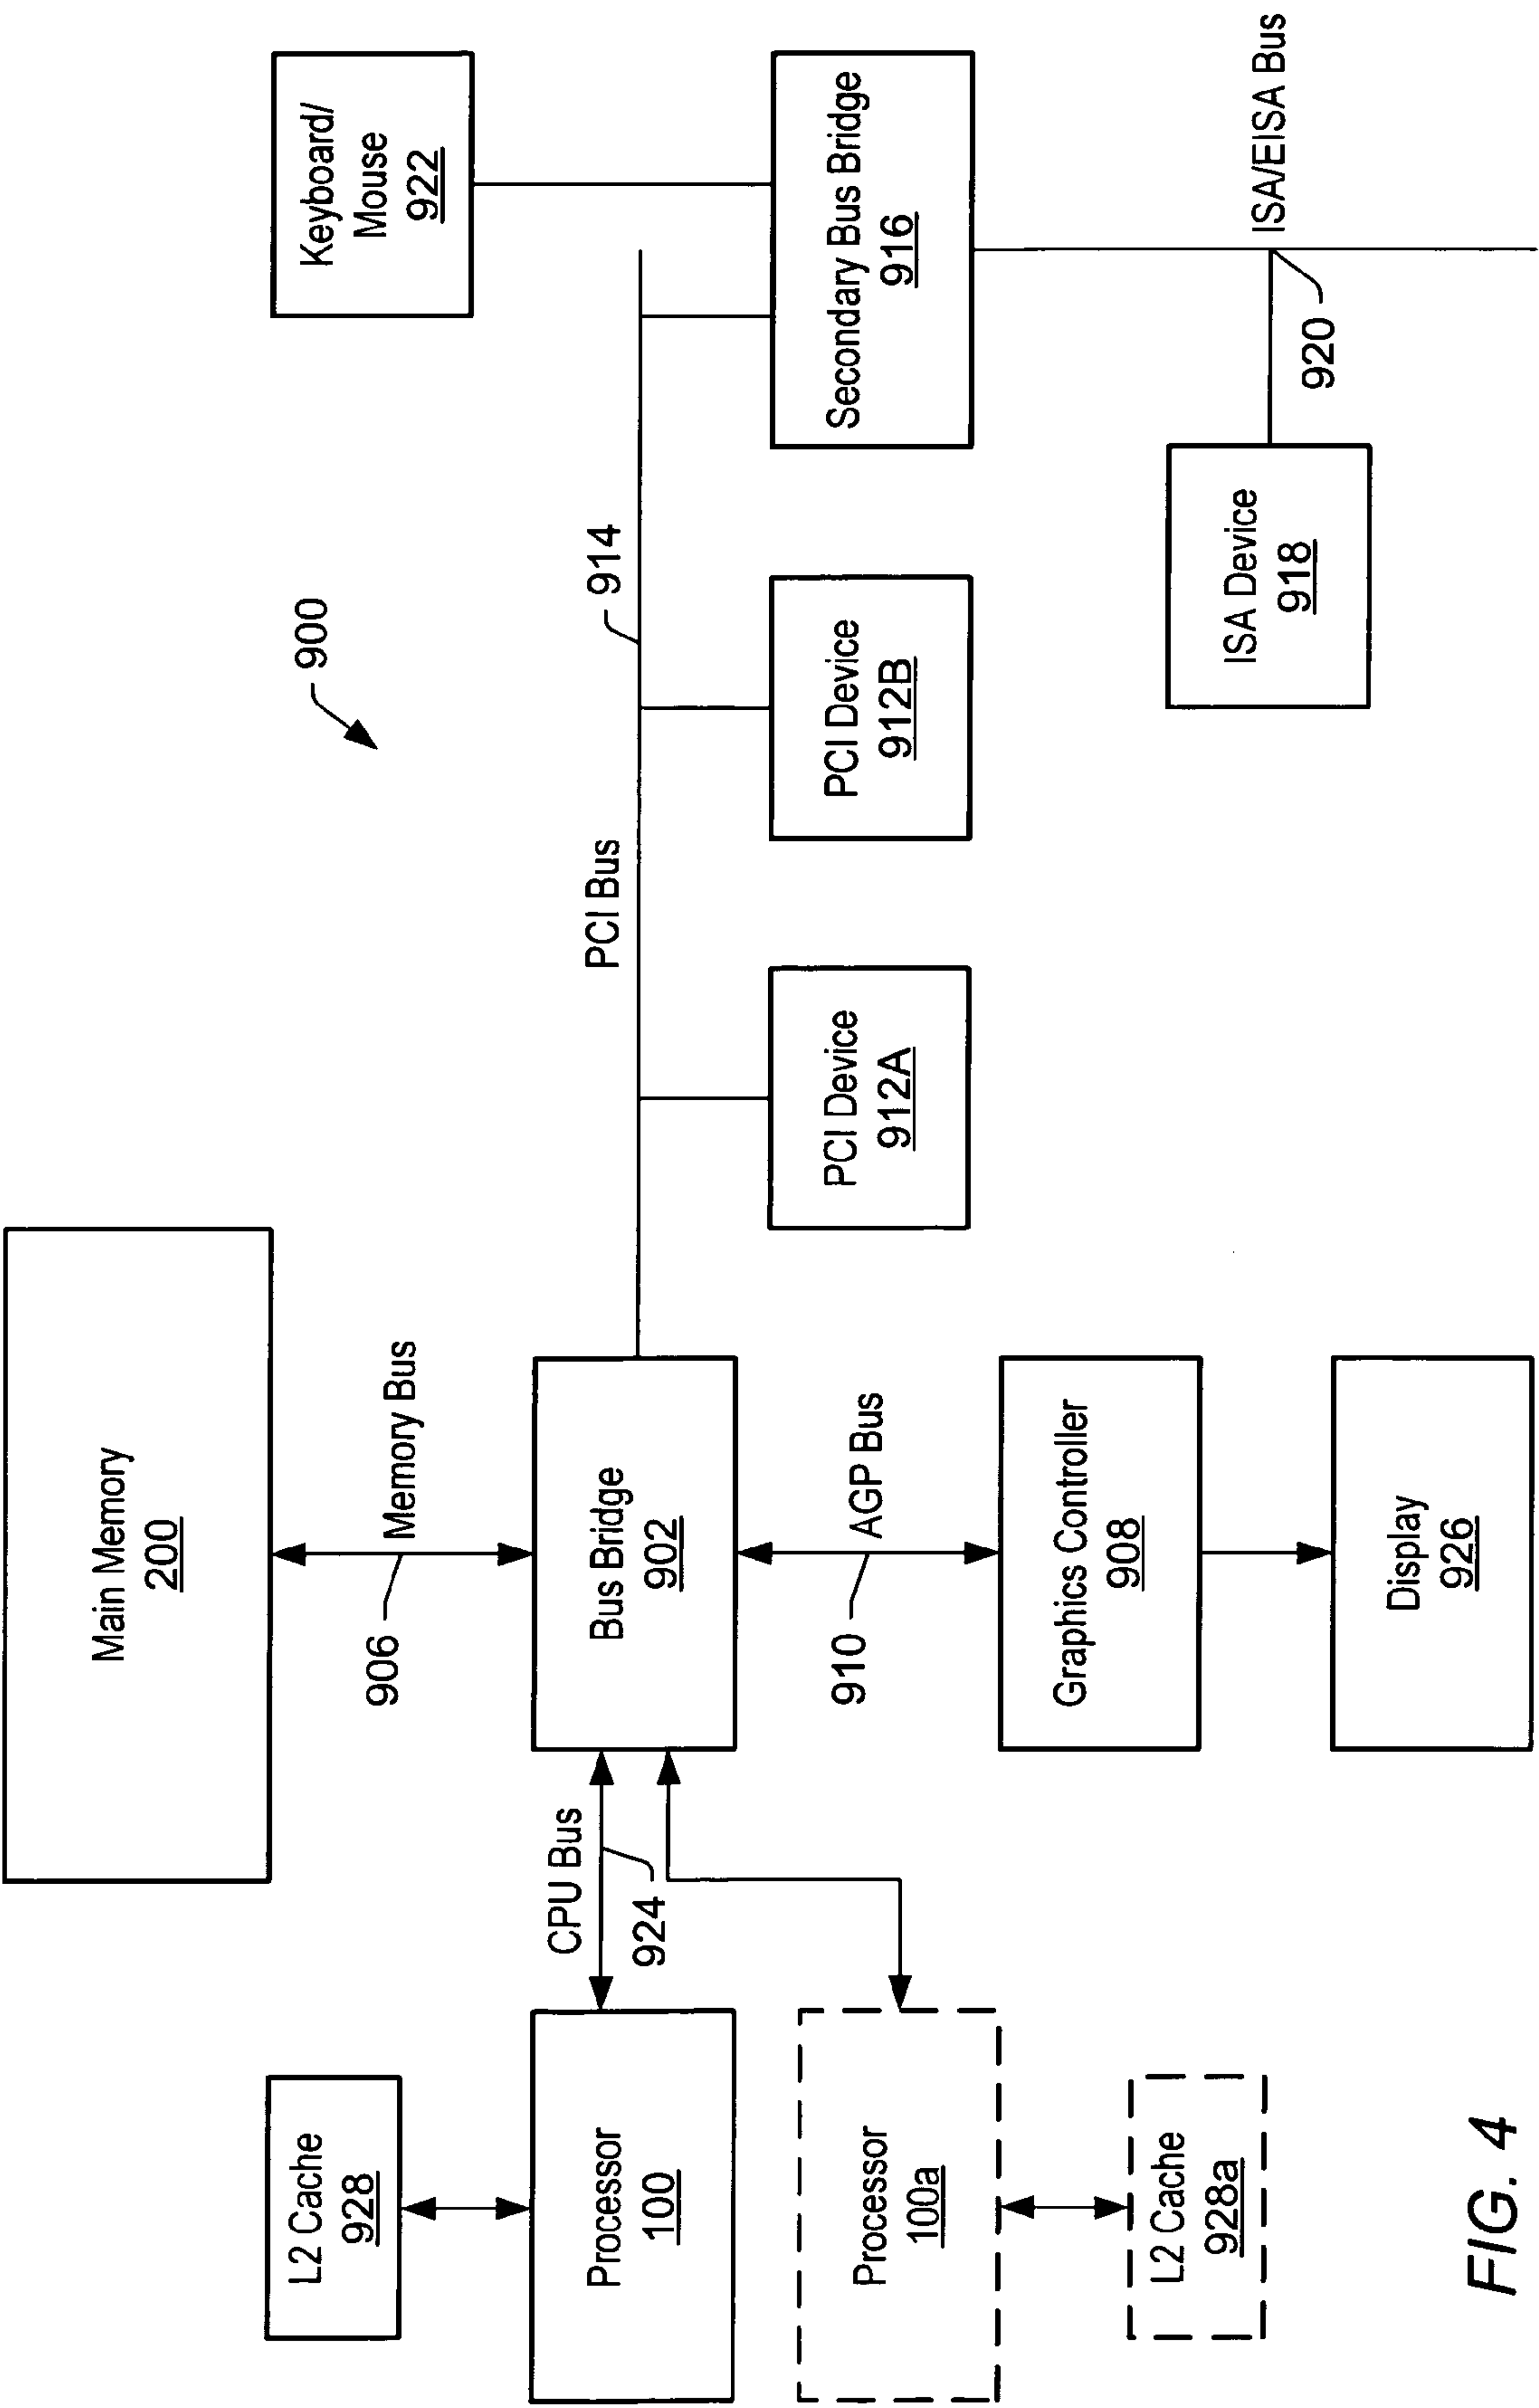 Main Memory
200
Keyboard/
Mouse
922
900
L2 Cache
928
906
Memory Bus
CPU Bus
924
PCI Bus
914
Processor
100
Bus Bridge
902
PCI Device
912A
PCI Device
912B
Secondary Bus Bridge
916
Processor
100a
910
AGP Bus
Graphics Controller
908
L2 Cache
928a
ISA Device
918
920
ISA/EISA Bus
Display
926
FIG. 4